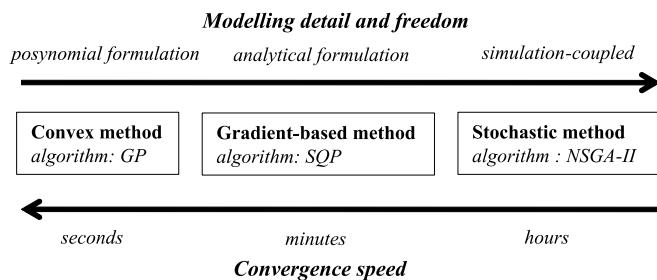 Modelling detail and freedom
posynomial formulation analytical formulation simulation-coupled
Convex method Gradient-based method Stochastic method
algorithm: GP algorithm: SQP algorithm : NSGA-II
seconds minutes hours
Convergence speed